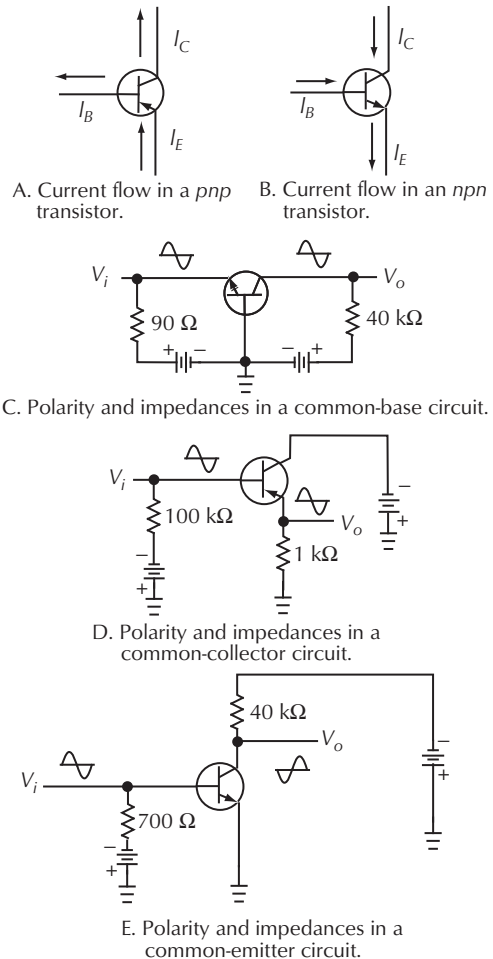 I_C
I_C
I_B
I_B
I_E
I_E
A. Current flow in a pnp
transistor.
B. Current flow in an npn
transistor.
V_i
V_o
90 Ω
40 kΩ
+ −
− +
C. Polarity and impedances in a common-base circuit.
V_i
100 kΩ
−
+
V_o
1 kΩ
−
+
D. Polarity and impedances in a
common-collector circuit.
40 kΩ
V_o
V_i
700 Ω
−
+
−
+
E. Polarity and impedances in a
common-emitter circuit.